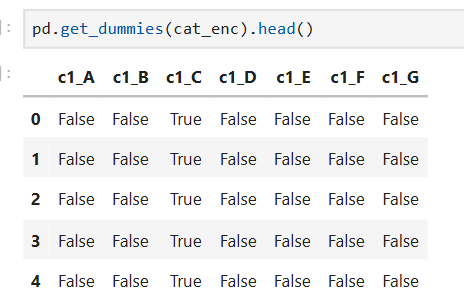 ]: pd.get_dummies(cat_enc).head()
]:
c1_A c1_B c1_C c1_D c1_E c1_F c1_G
0 False False True False False False False
1 False False True False False False False
2 False False True False False False False
3 False False True False False False False
4 False False True False False False False